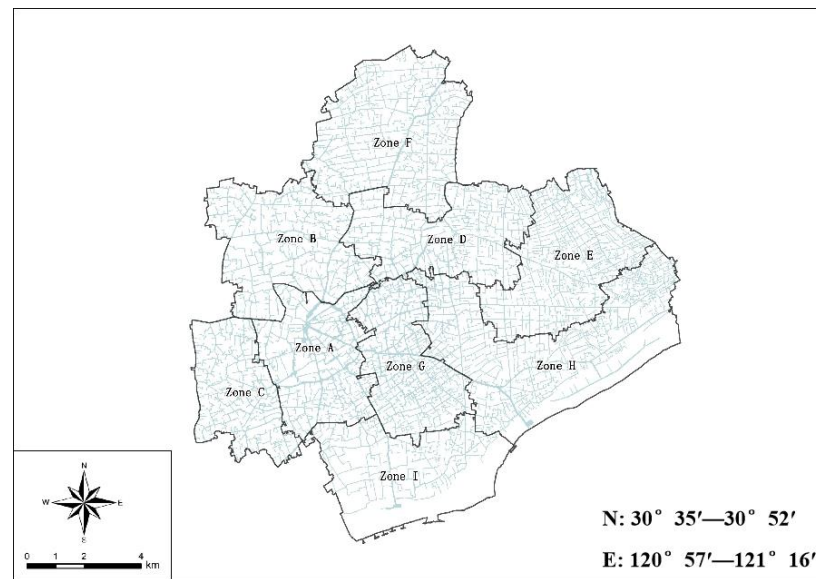 Zone F
Zone B
Zone D
Zone E
Zone A
Zone G
Zone H
Zone C
Zone I
N
W E
S
0 1 2 4
km
N: 30° 35′—30° 52′
E: 120° 57′—121° 16′